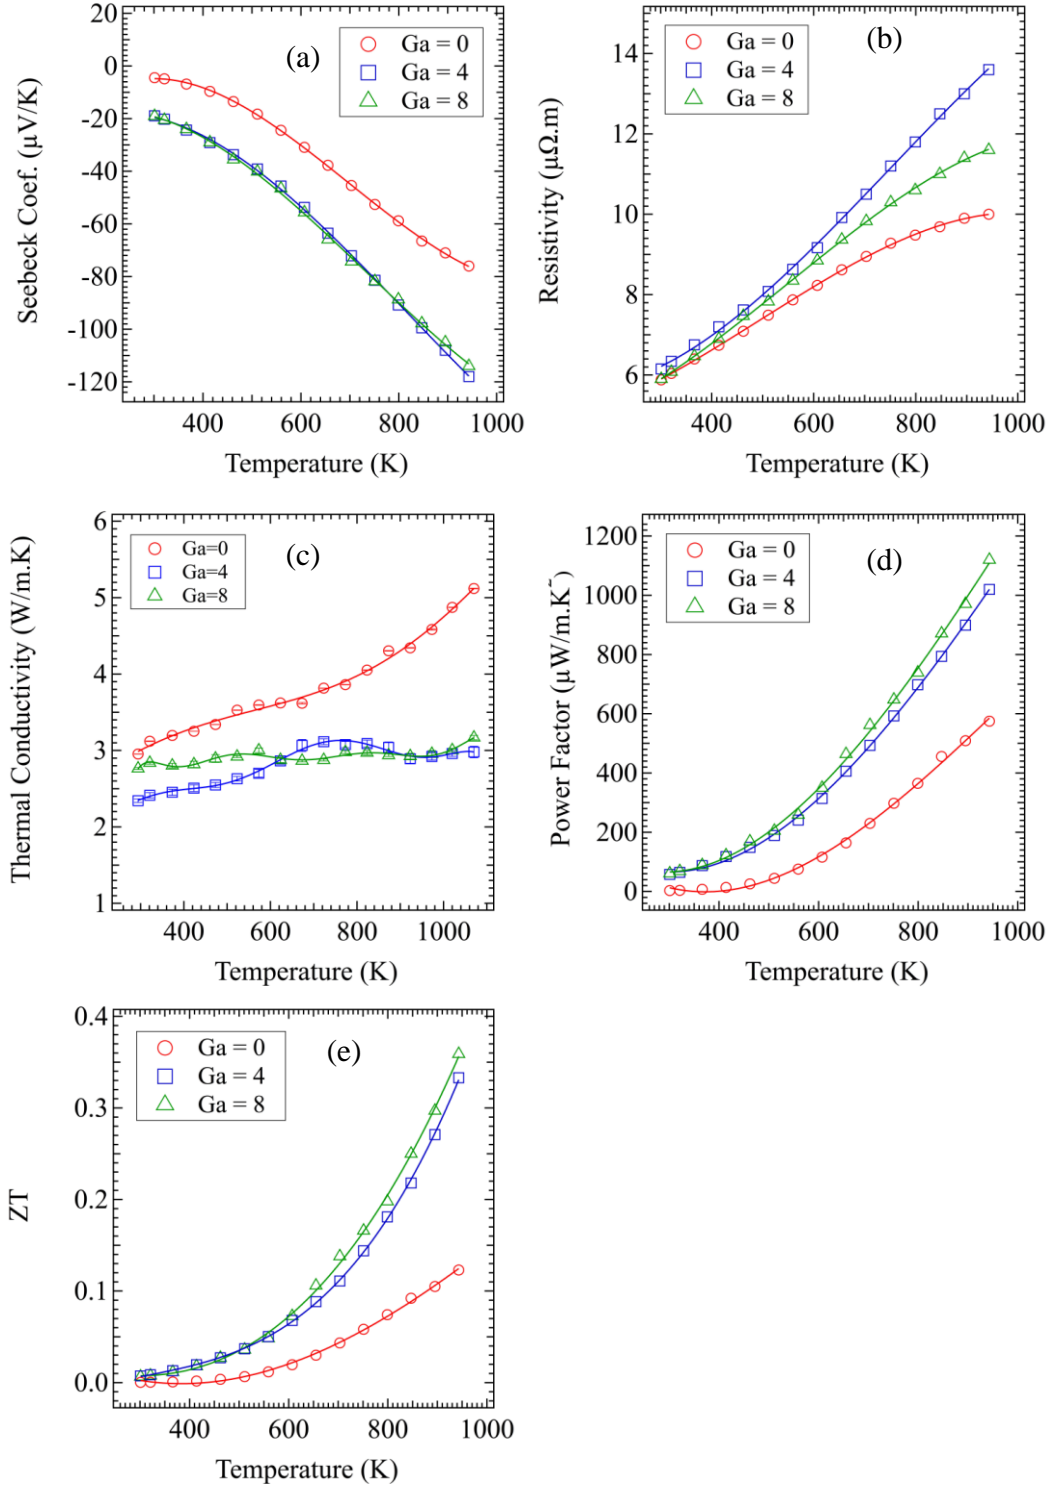 Seebeck Coef. (µV/K)
20
0
-20
-40
-60
-80
-100
-120
400
600
800
1000
Temperature (K)
(a)
Ga = 0
Ga = 4
Ga = 8
Resistivity (µΩ.m)
14
12
10
8
6
400
600
800
1000
Temperature (K)
Ga = 0
Ga = 4
Ga = 8
(b)
Thermal Conductivity (W/m.K)
6
5
4
3
2
1
400
600
800
1000
Temperature (K)
Ga=0
Ga=4
Ga=8
(c)
Power Factor (µW/m.K˜)
1200
1000
800
600
400
200
0
400
600
800
1000
Temperature (K)
Ga = 0
Ga = 4
Ga = 8
(d)
ZT
0.4
0.3
0.2
0.1
0.0
400
600
800
1000
Temperature (K)
Ga = 0
Ga = 4
Ga = 8
(e)